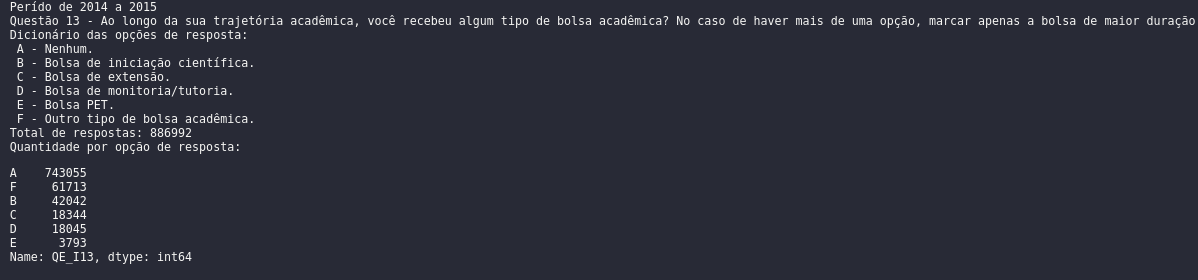 Perído de 2014 a 2015
Questão 13 - Ao longo da sua trajetória acadêmica, você recebeu algum tipo de bolsa acadêmica? No caso de haver mais de uma opção, marcar apenas a bolsa de maior duração
Dicionário das opções de resposta:
A - Nenhum.
B - Bolsa de iniciação científica.
C - Bolsa de extensão.
D - Bolsa de monitoria/tutoria.
E - Bolsa PET.
F - Outro tipo de bolsa acadêmica.
Total de respostas: 886992
Quantidade por opção de resposta:
A 743055
F 61713
B 42042
C 18344
D 18045
E 3793
Name: QE_I13, dtype: int64